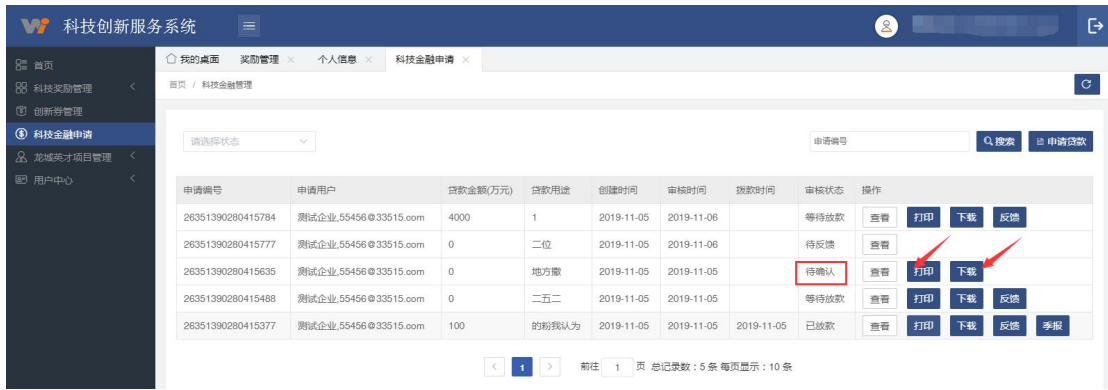 科技创新服务系统
首页
科技奖励管理
创新券管理
科技金融申请
龙城英才项目管理
用户中心
我的桌面 奖励管理 × 个人信息 × 科技金融申请 ×
首页 / 科技金融管理
请选择状态 申请编号 搜索 申请贷款
申请编号 申请用户 贷款金额(万元) 贷款用途 创建时间 审核时间 拨款时间 审核状态 操作
26351390280415784 测试企业,55456@33515.com 4000 1 2019-11-05 2019-11-06 等待放款 查看 打印 下载 反馈
26351390280415777 测试企业,55456@33515.com 0 二位 2019-11-05 2019-11-06 待反馈 查看
26351390280415635 测试企业,55456@33515.com 0 地方撒 2019-11-05 2019-11-05 待确认 查看 打印 下载
26351390280415488 测试企业,55456@33515.com 0 二五二 2019-11-05 2019-11-05 等待放款 查看 打印 下载 反馈
26351390280415377 测试企业,55456@33515.com 100 的粉我认为 2019-11-05 2019-11-05 2019-11-05 已放款 查看 打印 下载 反馈 季报
< 1 > 前往 1 页 总记录数：5 条 每页显示：10 条